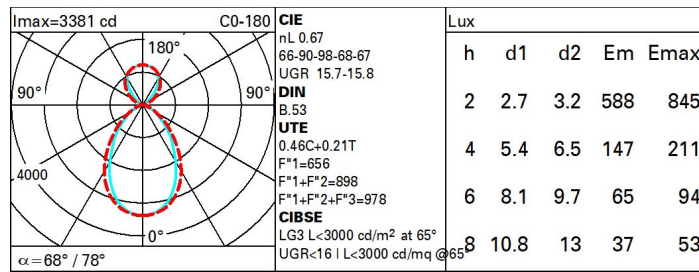 Imax=3381 cd C0-180
180°
90° 90°
4000
0°
α=68° / 78°
CIE
nL 0.67
66-90-98-68-67
UGR 15.7-15.8
DIN
B.53
UTE
0.46C+0.21T
F"1=656
F"1+F"2=898
F"1+F"2+F"3=978
CIBSE
LG3 L<3000 cd/m² at 65°
UGR<16 | L<3000 cd/mq @65°
Lux
h d1 d2 Em Emax
2 2.7 3.2 588 845
4 5.4 6.5 147 211
6 8.1 9.7 65 94
8 10.8 13 37 53